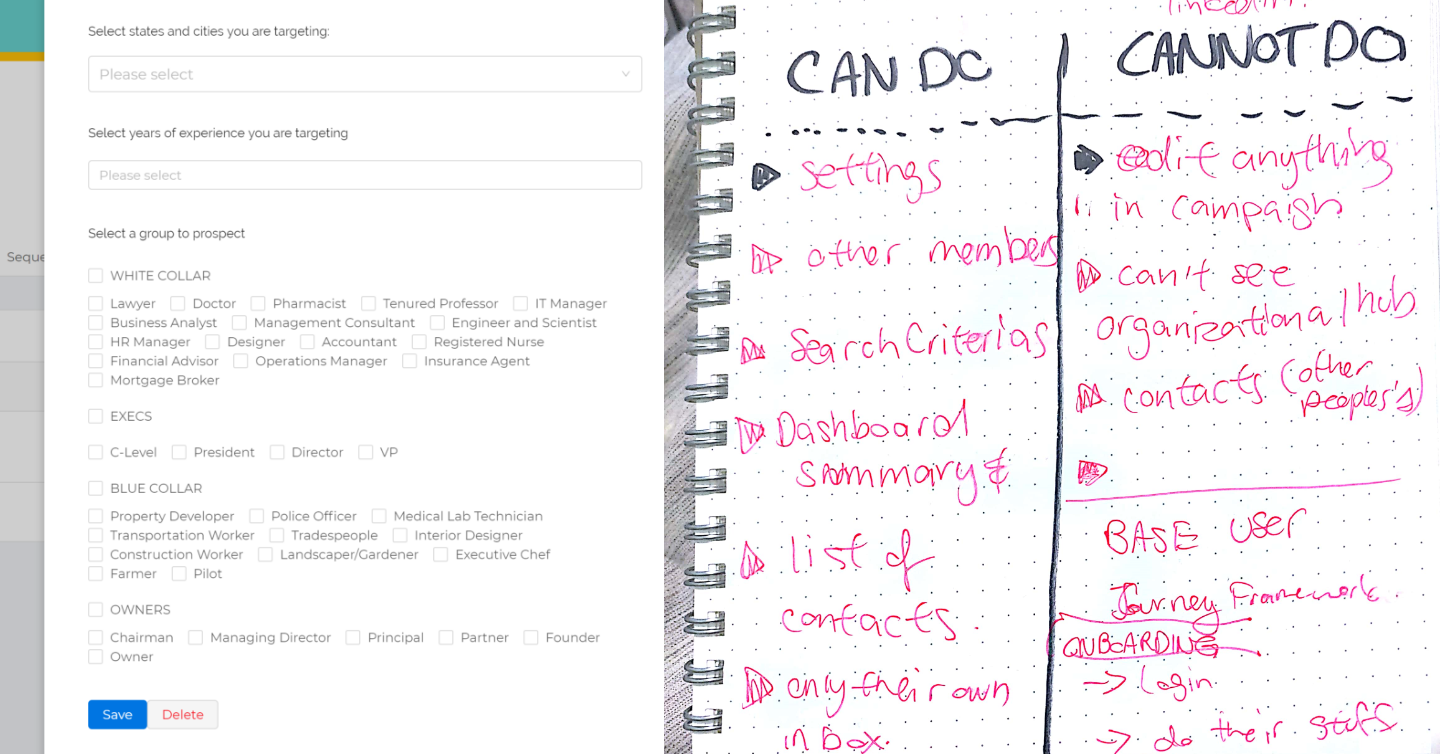 Select states and cities you are targeting:
Please select
Select years of experience you are targeting
Please select
Seque
Select a group to prospect
WHITE COLLAR
Lawyer Doctor Pharmacist Tenured Professor IT Manager
Business Analyst Management Consultant Engineer and Scientist
HR Manager Designer Accountant Registered Nurse
Financial Advisor Operations Manager Insurance Agent
Mortgage Broker
EXECS
C-Level President Director VP
BLUE COLLAR
Property Developer Police Officer Medical Lab Technician
Transportation Worker Tradespeople Interior Designer
Construction Worker Landscaper/Gardener Executive Chef
Farmer Pilot
OWNERS
Chairman Managing Director Principal Partner Founder
Owner
Save Delete
CAN DO
settings
other members
Search Criterias
Dashboard
summary &
list of
contacts.
only their own
inbox.
CANNOT DO
edit anything
in campaign
can't see
organizational hub
contacts (other
peoples's)
BASE USER
Journey Framework.
ONBOARDING
→ login
→ do their stuffs